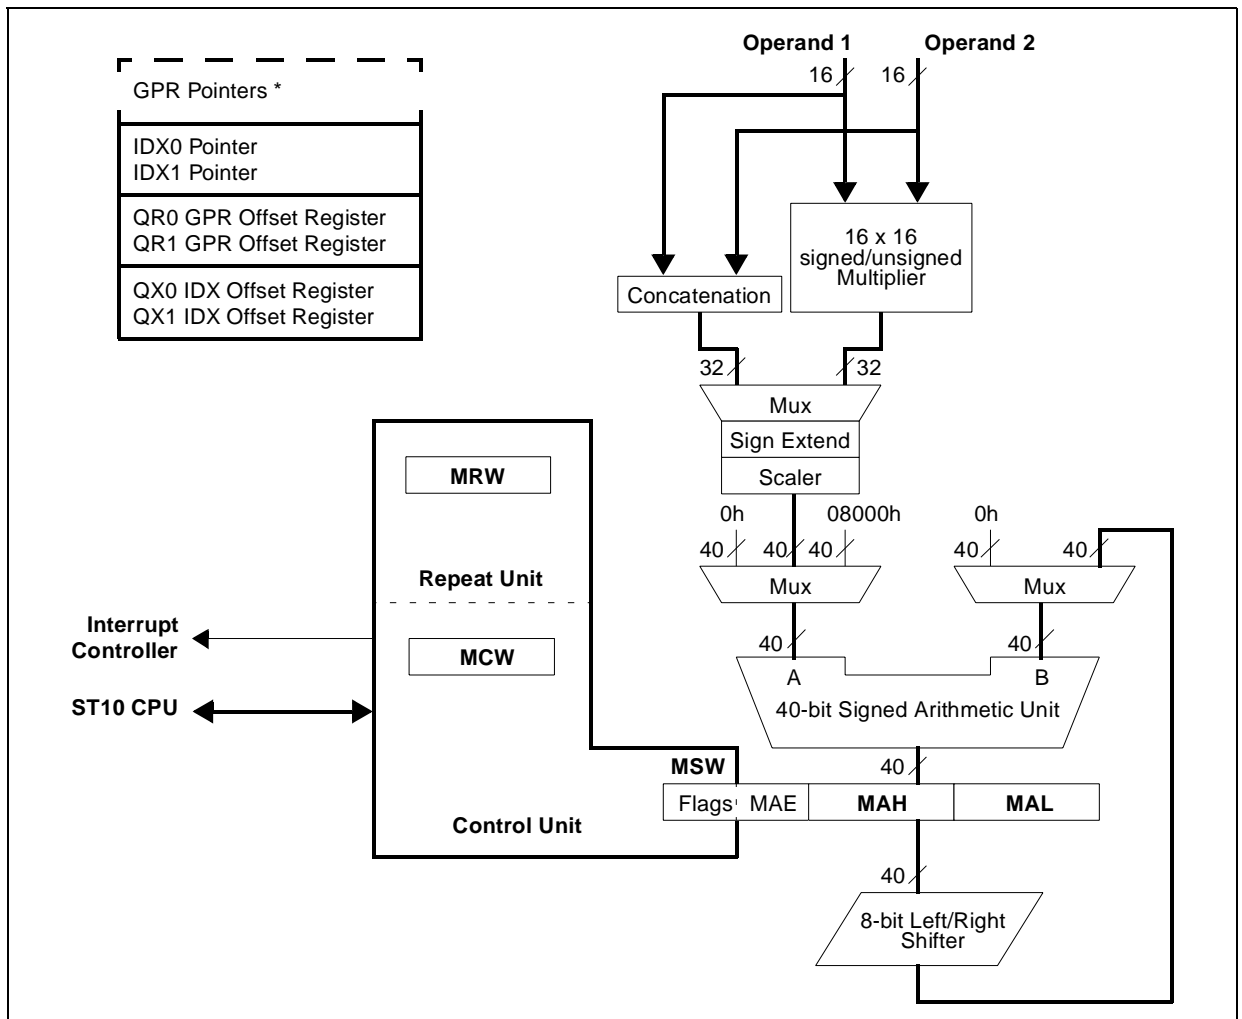 Operand 1
Operand 2
16
16
GPR Pointers *
IDX0 Pointer
IDX1 Pointer
QR0 GPR Offset Register
QR1 GPR Offset Register
QX0 IDX Offset Register
QX1 IDX Offset Register
16 x 16
signed/unsigned
Multiplier
Concatenation
32
32
Mux
Sign Extend
Scaler
MRW
0h
08000h
0h
40
40
40
40
40
Repeat Unit
Mux
Mux
Interrupt
Controller
MCW
40
40
A
B
ST10 CPU
40-bit Signed Arithmetic Unit
MSW
40
Flags
MAE
MAH
MAL
Control Unit
40
8-bit Left/Right
Shifter